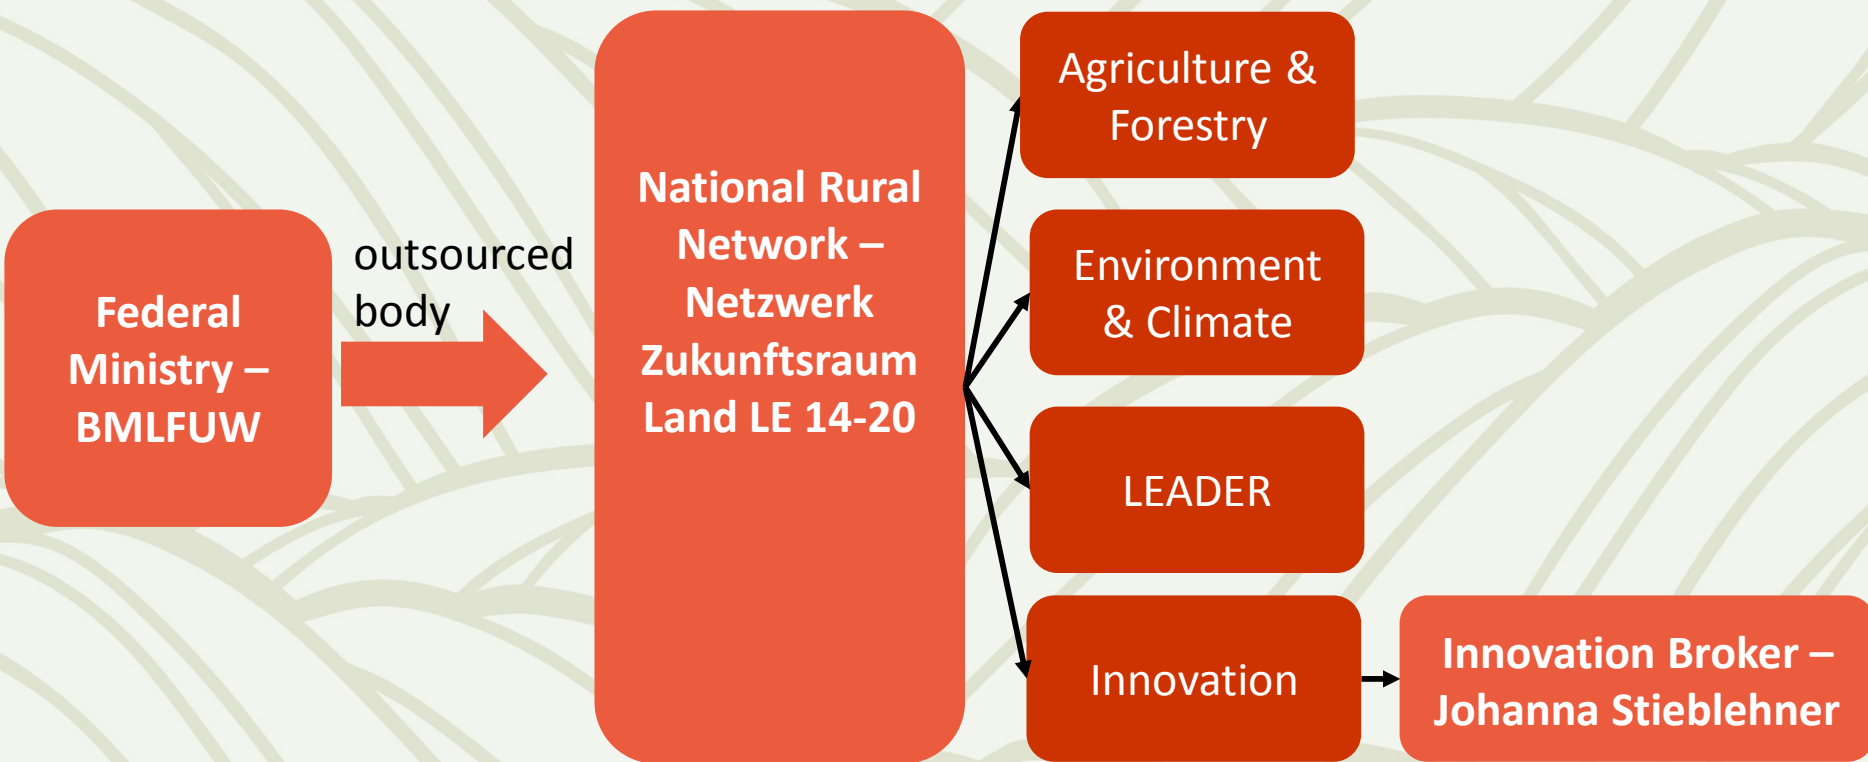 Federal
Ministry –
BMLFUW
outsourced
body
National Rural
Network –
Netzwerk
Zukunftsraum
Land LE 14-20
Agriculture &
Forestry
Environment
& Climate
LEADER
Innovation
Innovation Broker –
Johanna Stieblehner